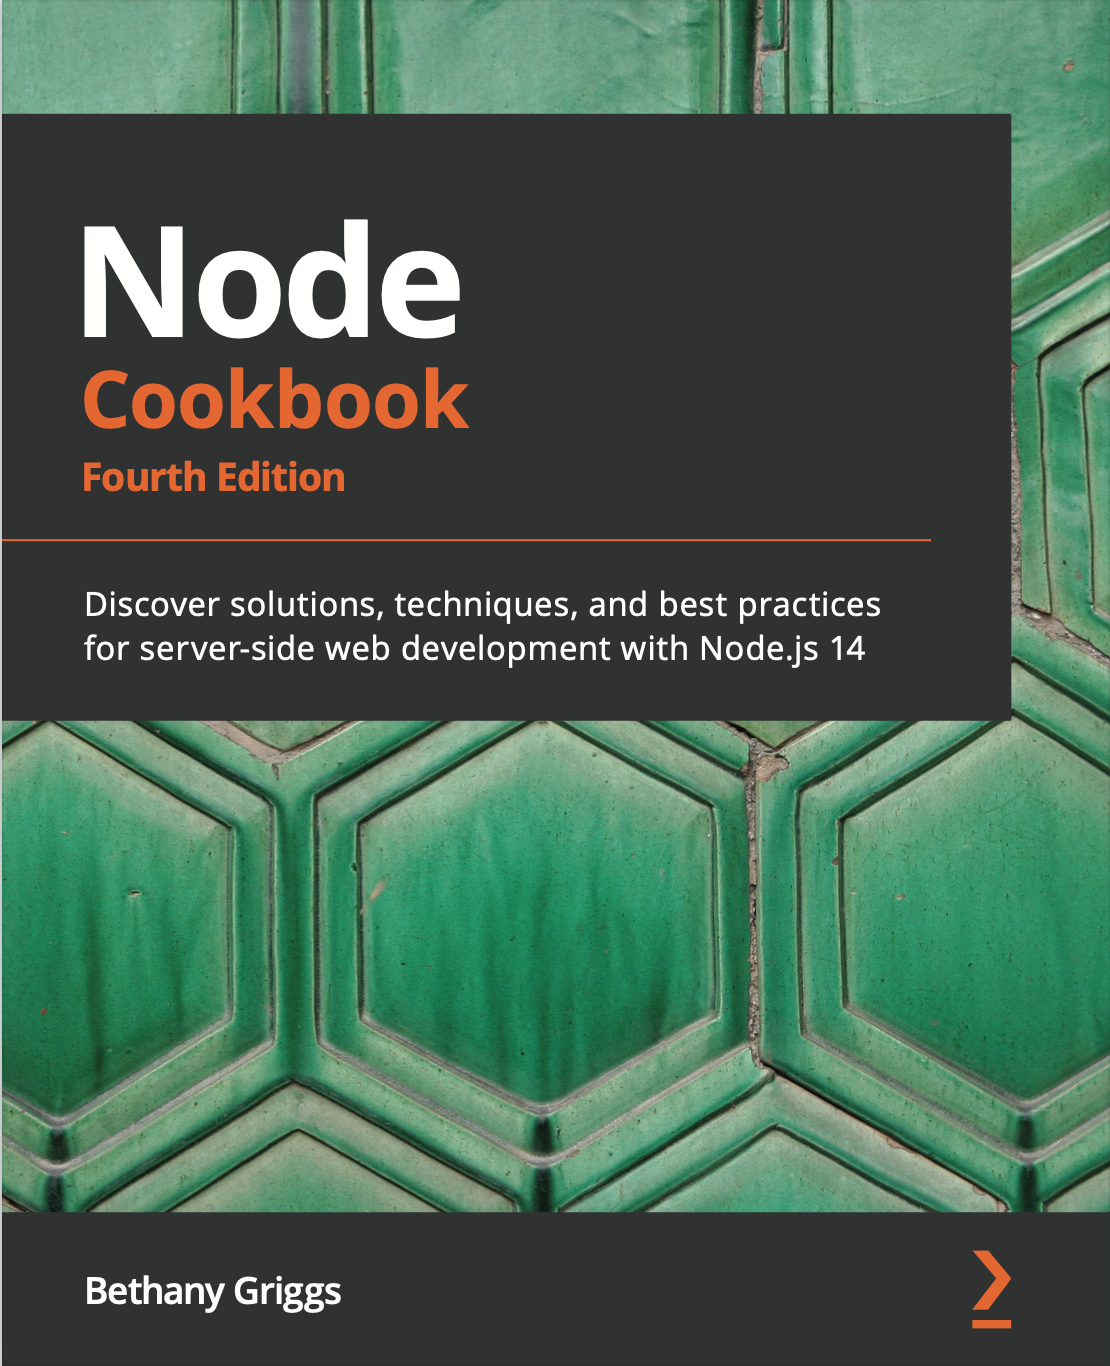 Node
Cookbook
Fourth Edition
Discover solutions, techniques, and best practices
for server-side web development with Node.js 14
Bethany Griggs